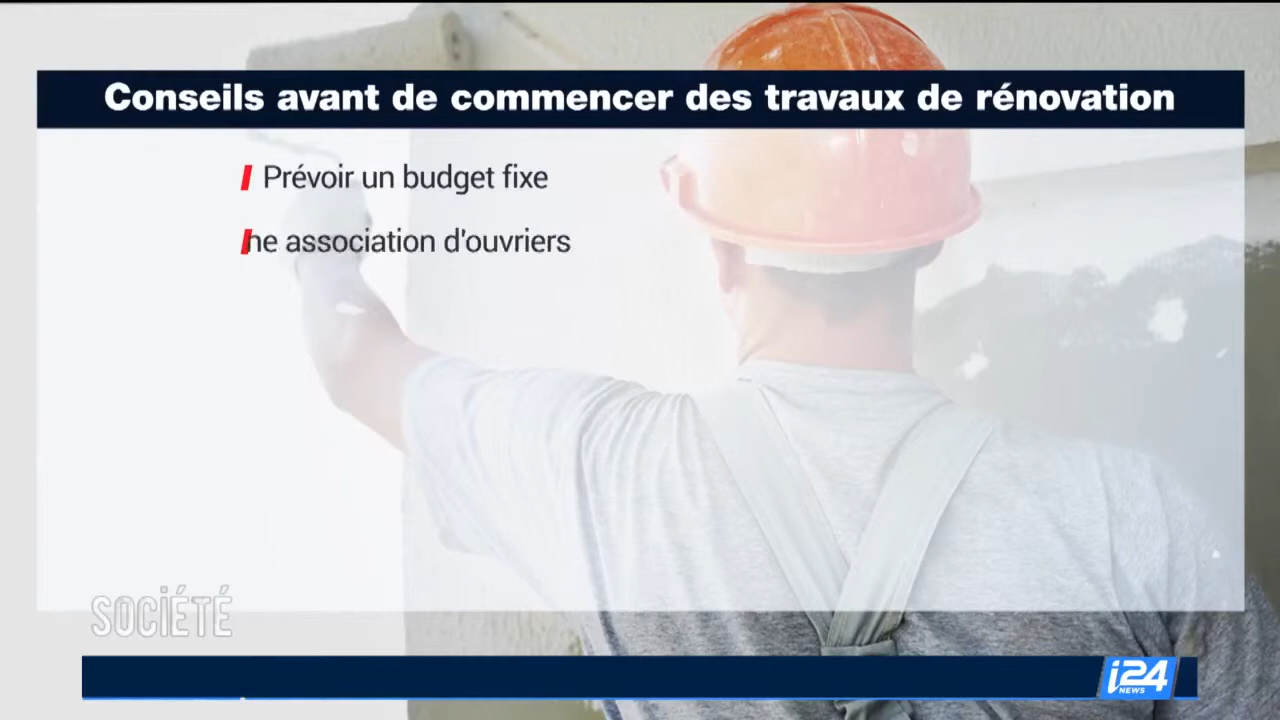 Conseils avant de commencer des travaux de rénovation
Prévoir un budget fixe
ne association d'ouvriers
SOCIÉTÉ
i24
NEWS